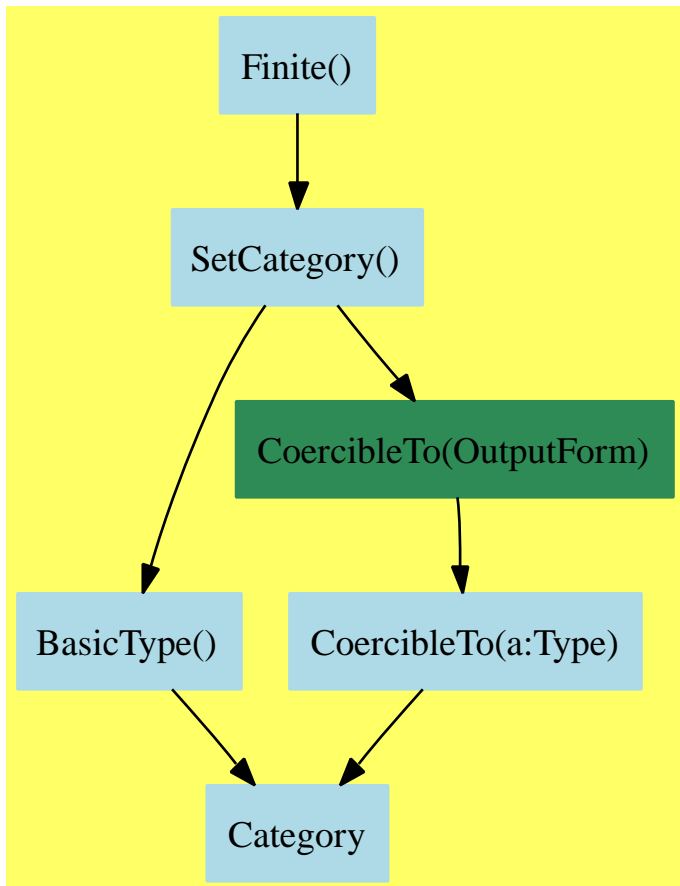 Finite()
SetCategory()
CoercibleTo(OutputForm)
BasicType()
CoercibleTo(a:Type)
Category